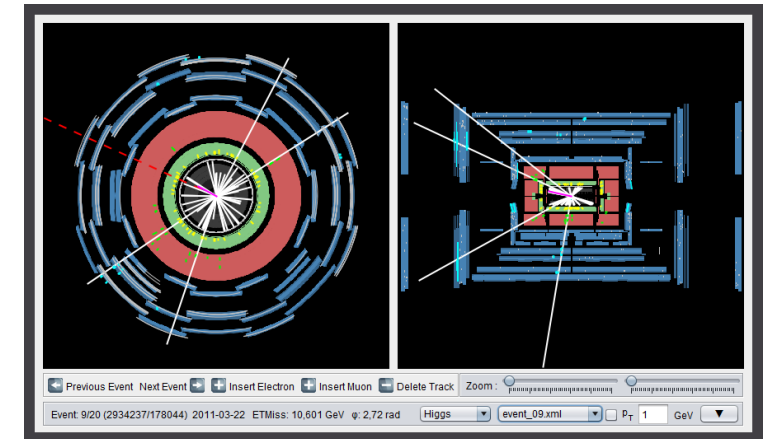 Previous Event Next Event Insert Electron Insert Muon Delete Track Zoom :
Event: 9/20 (2934237/178044) 2011-03-22 ETMiss: 10,601 GeV φ: 2,72 rad Higgs event_09.xml pT 1 GeV